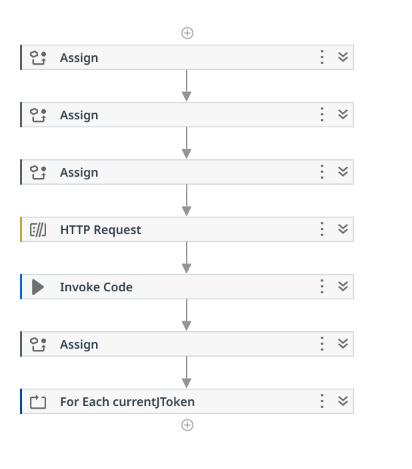 Assign
Assign
Assign
HTTP Request
Invoke Code
Assign
For Each currentJToken